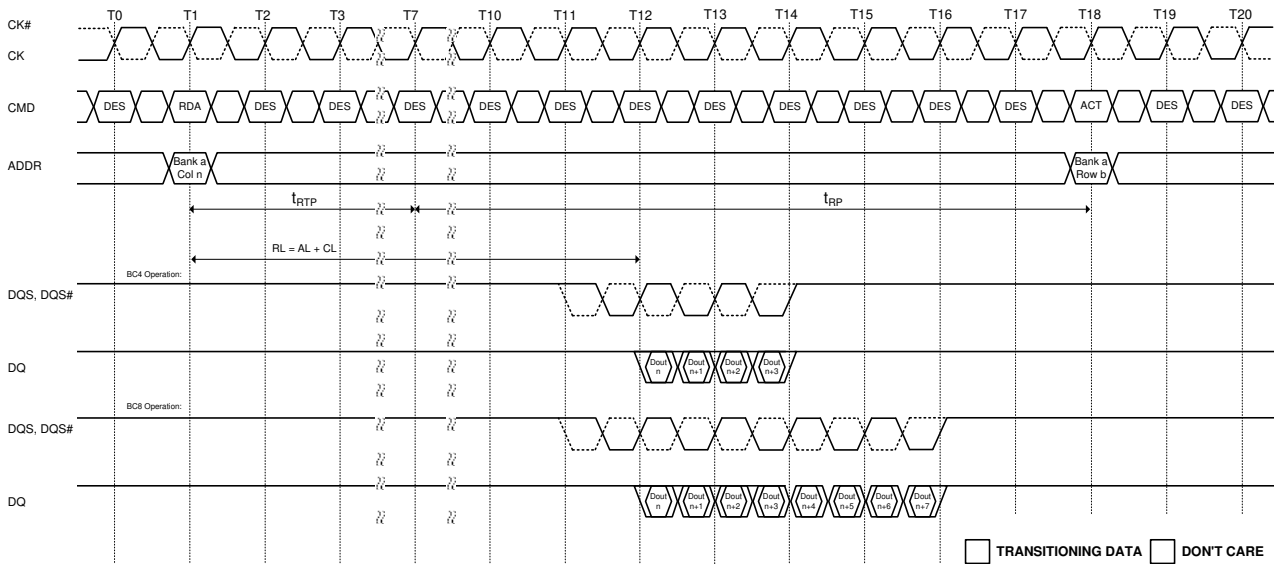 T0 T1 T2 T3 T7 T10 T11 T12 T13 T14 T15 T16 T17 T18 T19 T20
CK#
CK
CMD DES RDA DES DES DES DES DES DES DES DES DES DES DES ACT DES DES
ADDR
Bank a
Col n
Bank a
Row b
tRTP tRP
RL = AL + CL
BC4 Operation:
DQS, DQS#
DQ
Dout n
Dout n+1
Dout n+2
Dout n+3
BC8 Operation:
DQS, DQS#
DQ
Dout n
Dout n+1
Dout n+2
Dout n+3
Dout n+4
Dout n+5
Dout n+6
Dout n+7
TRANSITIONING DATA DON'T CARE